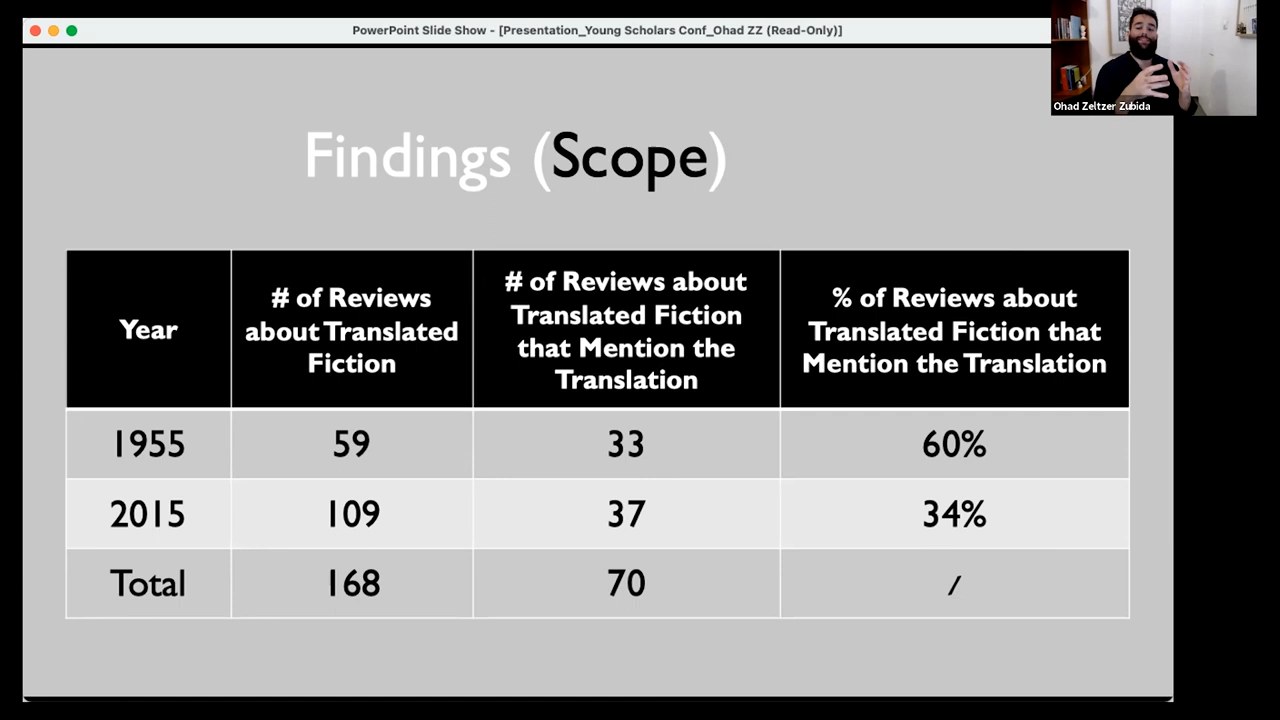 PowerPoint Slide Show - [Presentation_Young Scholars Conf_Ohad ZZ (Read-Only)]
Ohad Zeltzer Zubida
Findings (Scope)
Year
# of Reviews
about Translated
Fiction
# of Reviews about
Translated Fiction
that Mention the
Translation
% of Reviews about
Translated Fiction that
Mention the Translation
1955
59
33
60%
2015
109
37
34%
Total
168
70
/